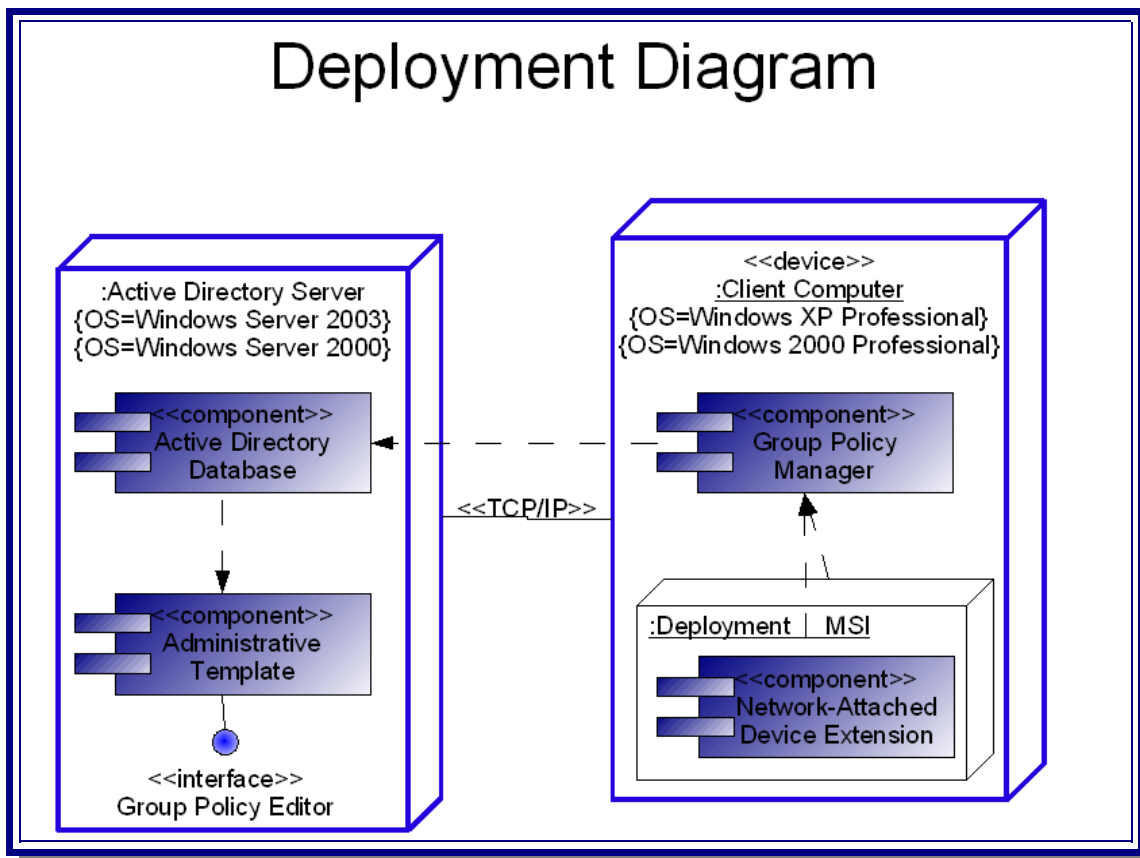 Deployment Diagram
:Active Directory Server
{OS=Windows Server 2003}
{OS=Windows Server 2000}
<<component>>
Active Directory
Database
<<component>>
Administrative
Template
<<interface>>
Group Policy Editor
<<TCP/IP>>
<<device>>
:Client Computer
{OS=Windows XP Professional}
{OS=Windows 2000 Professional}
<<component>>
Group Policy
Manager
:Deployment MSI
<<component>>
Network-Attached
Device Extension